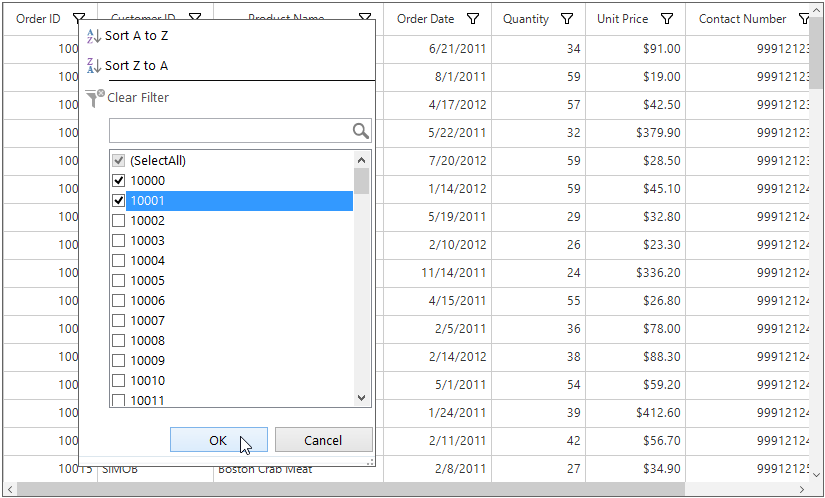 Order ID Customer ID Product Name Order Date Quantity Unit Price Contact Number
Sort A to Z
Sort Z to A
Clear Filter
(SelectAll)
10000
10001
10002
10003
10004
10005
10006
10007
10008
10009
10010
10011
OK Cancel
100 6/21/2011 34 $91.00 99912123
100 8/1/2011 59 $19.00 99912123
100 4/17/2012 57 $42.50 99912123
100 5/22/2011 32 $379.90 99912123
100 7/20/2012 59 $28.50 99912123
100 1/14/2012 59 $45.10 99912124
100 5/19/2011 29 $32.80 99912124
100 2/10/2012 26 $23.30 99912124
100 11/14/2011 24 $336.20 99912124
100 4/15/2011 55 $26.80 99912124
100 2/5/2011 36 $78.00 99912124
100 2/14/2012 38 $88.30 99912124
100 5/1/2011 54 $59.20 99912124
100 1/24/2011 39 $412.60 99912124
100 2/11/2011 42 $56.70 99912124
10015 SIMOB Boston Crab Meat 2/8/2011 27 $34.90 99912125